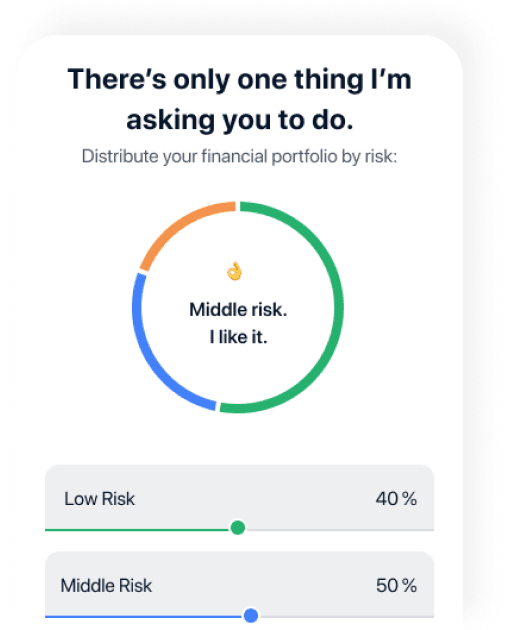 There’s only one thing I’m
asking you to do.
Distribute your financial portfolio by risk:
👌
Middle risk.
I like it.
Low Risk 40 %
Middle Risk 50 %